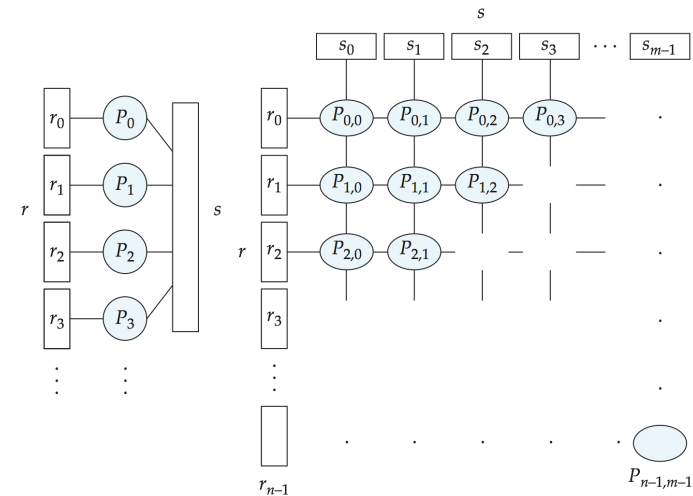 s
s0 s1 s2 s3 ··· sm–1
r0 P0 r0 P0,0 P0,1 P0,2 P0,3
r1 P1 r1 P1,0 P1,1 P1,2
r s
r2 P2 r r2 P2,0 P2,1
r3 P3 r3
Pn–1,m–1
rn–1